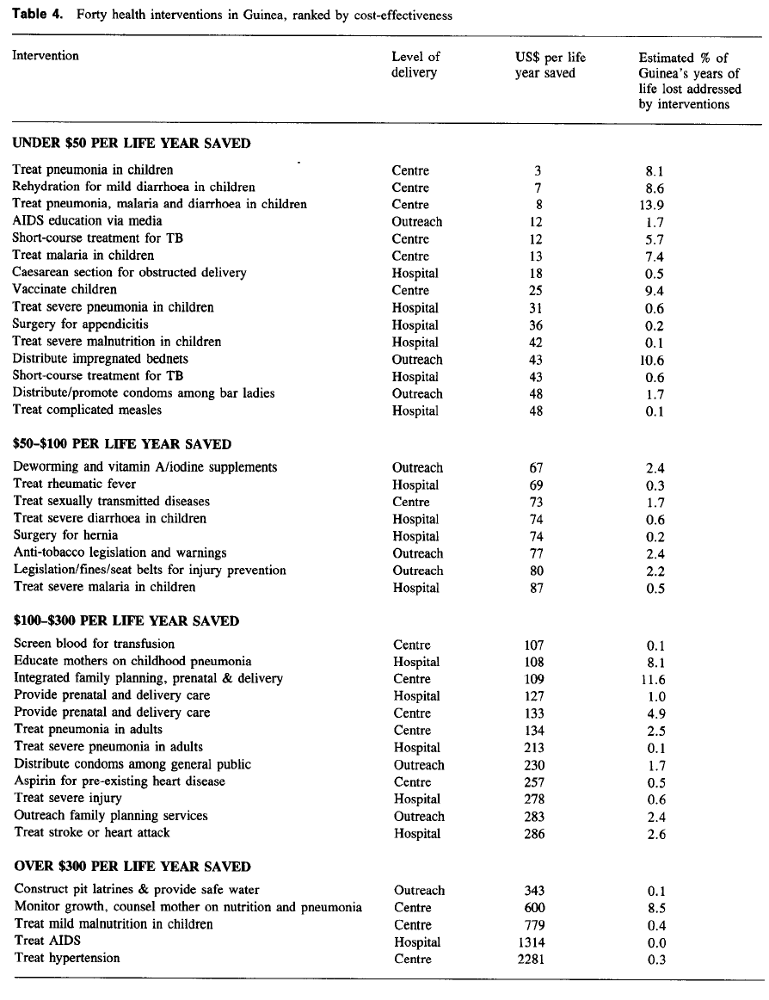 Table 4. Forty health interventions in Guinea, ranked by cost-effectiveness
Intervention Level of delivery US$ per life year saved Estimated % of Guinea's years of life lost addressed by interventions
UNDER $50 PER LIFE YEAR SAVED
Treat pneumonia in children Centre 3 8.1
Rehydration for mild diarrhoea in children Centre 7 8.6
Treat pneumonia, malaria and diarrhoea in children Centre 8 13.9
AIDS education via media Outreach 12 1.7
Short-course treatment for TB Centre 12 5.7
Treat malaria in children Centre 13 7.4
Caesarean section for obstructed delivery Hospital 18 0.5
Vaccinate children Centre 25 9.4
Treat severe pneumonia in children Hospital 31 0.6
Surgery for appendicitis Hospital 36 0.2
Treat severe malnutrition in children Hospital 42 0.1
Distribute impregnated bednets Outreach 43 10.6
Short-course treatment for TB Hospital 43 0.6
Distribute/promote condoms among bar ladies Outreach 48 1.7
Treat complicated measles Hospital 48 0.1
$50–$100 PER LIFE YEAR SAVED
Deworming and vitamin A/iodine supplements Outreach 67 2.4
Treat rheumatic fever Hospital 69 0.3
Treat sexually transmitted diseases Centre 73 1.7
Treat severe diarrhoea in children Hospital 74 0.6
Surgery for hernia Hospital 74 0.2
Anti-tobacco legislation and warnings Outreach 77 2.4
Legislation/fines/seat belts for injury prevention Outreach 80 2.2
Treat severe malaria in children Hospital 87 0.5
$100–$300 PER LIFE YEAR SAVED
Screen blood for transfusion Centre 107 0.1
Educate mothers on childhood pneumonia Hospital 108 8.1
Integrated family planning, prenatal & delivery Centre 109 11.6
Provide prenatal and delivery care Hospital 127 1.0
Provide prenatal and delivery care Centre 133 4.9
Treat pneumonia in adults Centre 134 2.5
Treat severe pneumonia in adults Hospital 213 0.1
Distribute condoms among general public Outreach 230 1.7
Aspirin for pre-existing heart disease Centre 257 0.5
Treat severe injury Hospital 278 0.6
Outreach family planning services Outreach 283 2.4
Treat stroke or heart attack Hospital 286 2.6
OVER $300 PER LIFE YEAR SAVED
Construct pit latrines & provide safe water Outreach 343 0.1
Monitor growth, counsel mother on nutrition and pneumonia Centre 600 8.5
Treat mild malnutrition in children Centre 779 0.4
Treat AIDS Hospital 1314 0.0
Treat hypertension Centre 2281 0.3